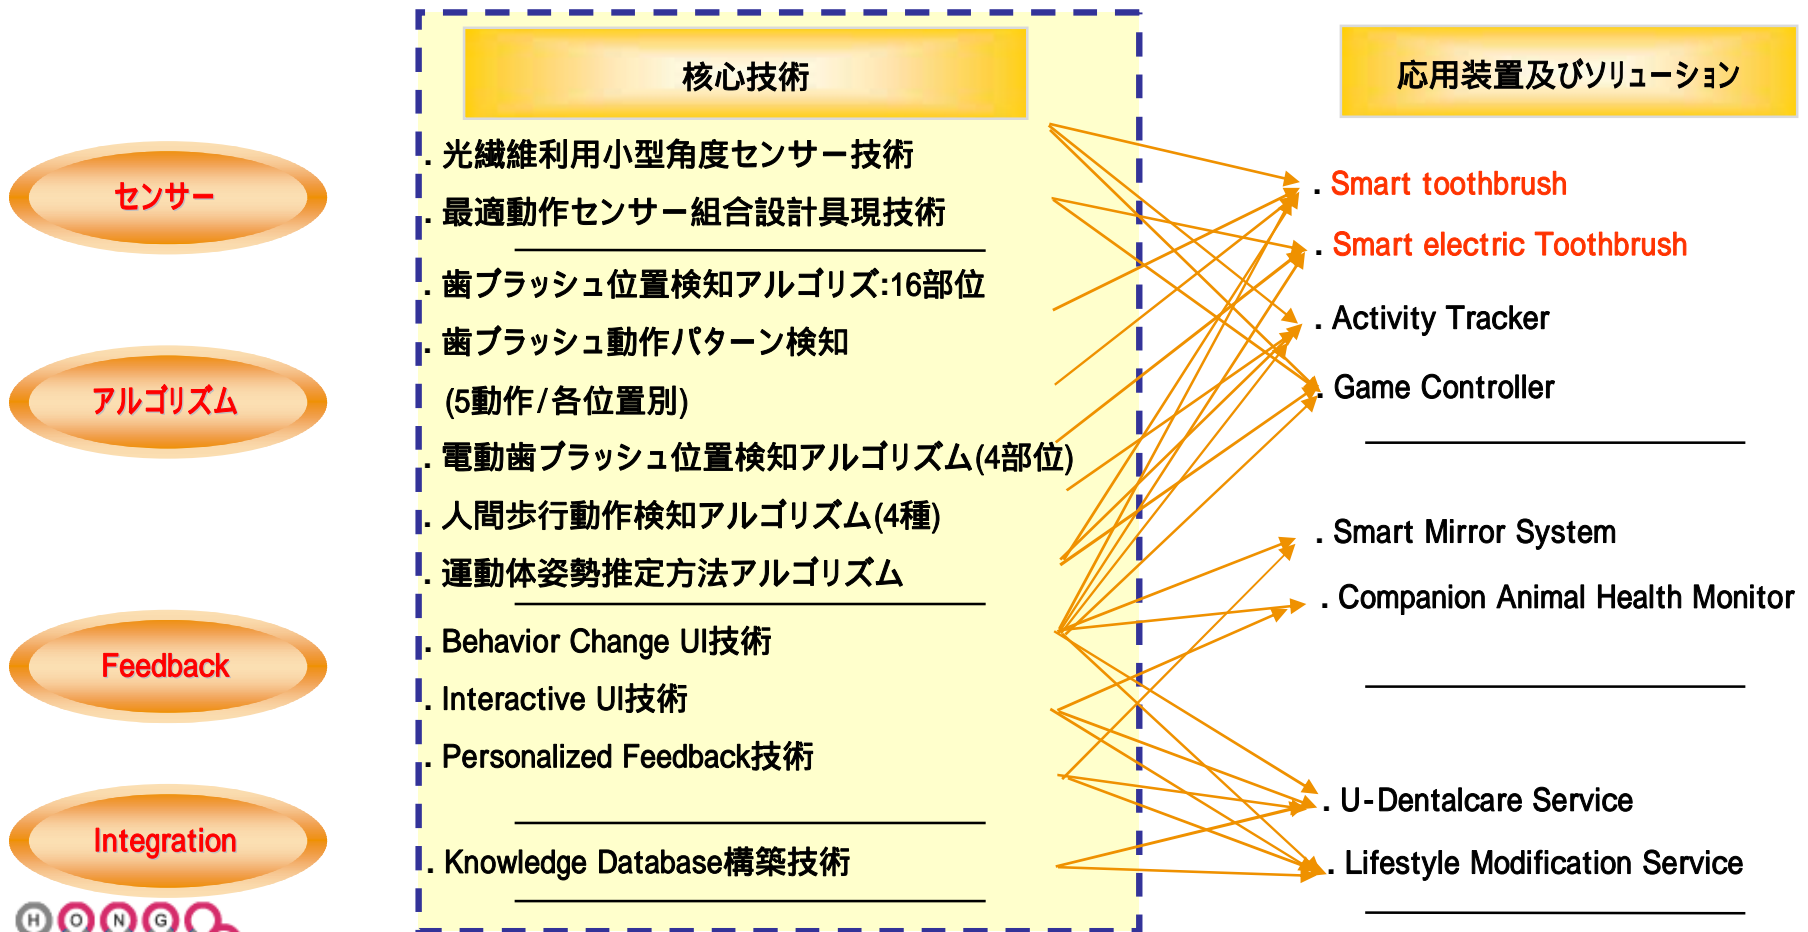 核心技術
応用装置及びソリューション
センサー
. 光繊維利用小型角度センサー技術
. 最適動作センサー組合設計具現技術
アルゴリズム
. 歯ブラッシュ位置検知アルゴリズ:16部位
. 歯ブラッシュ動作パターン検知
(5動作/各位置別)
. 電動歯ブラッシュ位置検知アルゴリズム(4部位)
. 人間歩行動作検知アルゴリズム(4種)
. 運動体姿勢推定方法アルゴリズム
Feedback
. Behavior Change UI技術
. Interactive UI技術
. Personalized Feedback技術
Integration
. Knowledge Database構築技術
. Smart toothbrush
. Smart electric Toothbrush
. Activity Tracker
. Game Controller
. Smart Mirror System
. Companion Animal Health Monitor
. U-Dentalcare Service
. Lifestyle Modification Service
HONG